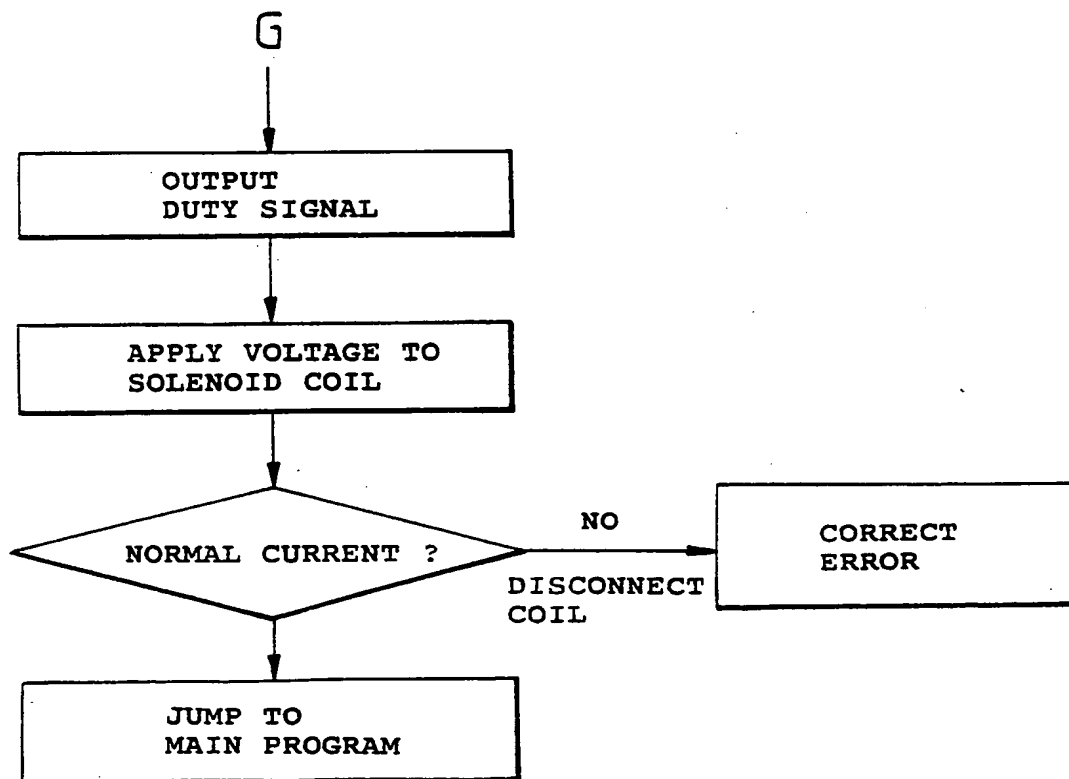 G
OUTPUT
DUTY SIGNAL
APPLY VOLTAGE TO
SOLENOID COIL
NORMAL CURRENT ?
NO
DISCONNECT
COIL
CORRECT
ERROR
JUMP TO
MAIN PROGRAM